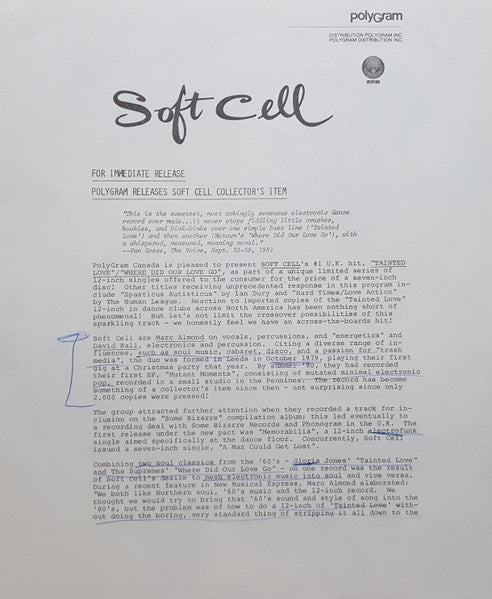 polyGram
DISTRIBUTION POLYGRAM INC.
POLYGRAM DISTRIBUTION INC.
VERTIGO
Soft Cell
FOR IMMEDIATE RELEASE
POLYGRAM RELEASES SOFT CELL COLLECTOR'S ITEM
"This is the sweetest, most achingly sensuous electronic dance
record ever made...it never stops fiddling little crashes,
hookies, and bink-binks over one simple bass line ('Tainted
Love') and then another (Motown's 'Where Did Our Love Go'), with
a whispered, measured, moaning vocal."
--Van Gosse, The Voice, Sept. 12-19, 1981
PolyGram Canada is pleased to present SOFT CELL's #1 U.K. hit, "TAINTED
LOVE"/"WHERE DID OUR LOVE GO", as part of a unique limited series of
12-inch singles offered to the consumer for the price of a seven-inch
disc! Other titles receiving unprecedented response in this program in-
clude "Spasticus Autisticus" by Ian Dury and "Hard Times/Love Action"
by The Human League. Reaction to imported copies of the "Tainted Love"
12-inch in dance clubs across North America has been nothing short of
phenomenal! But let's not limit the crossover possibilities of this
sparkling track - we honestly feel we have an across-the-boards hit!
Soft Cell are Marc Almond on vocals, percussions, and "energetics" and
David Ball, electronics and percussion. Citing a diverse range of in-
fluences, such as soul music, cabaret, disco, and a passion for "trash
media", the duo was formed in Leeds in October 1979, playing their first
gig at a Christmas party that year. By summer '80, they had recorded
their first EP, "Mutant Moments", consisting of mutated minimal electronic
pop, recorded in a small studio in the Pennines. The record has become
something of a collector's item since then - not surprising since only
2,000 copies were pressed!
The group attracted further attention when they recorded a track for in-
clusion on the "Some Bizzare" compilation album; this led eventually to
a recording deal with Some Bizzare Records and Phonogram in the U.K. The
first release under the new pact was "Memorabilia", a 12-inch electrofunk
single aimed specifically at the dance floor. Concurrently, Soft Cell
issued a seven-inch single, "A Man Could Get Lost".
Combining two soul classics from the '60's - Gloria Jones' "Tainted Love"
and The Supremes' "Where Did Our Love Go" - on one record was the result
of Soft Cell's desire to mesh electronic music into soul and vice versa.
During a recent feature in New Musical Express, Marc Almond elaborated:
"We both like Northern soul, '60's music and the 12-inch record. We
thought we would try to bring that '60's sound and style of song into the
'80's, but the problem was of how to do a 12-inch of 'Tainted Love' with-
out doing the boring, very standard thing of stripping it all down to the